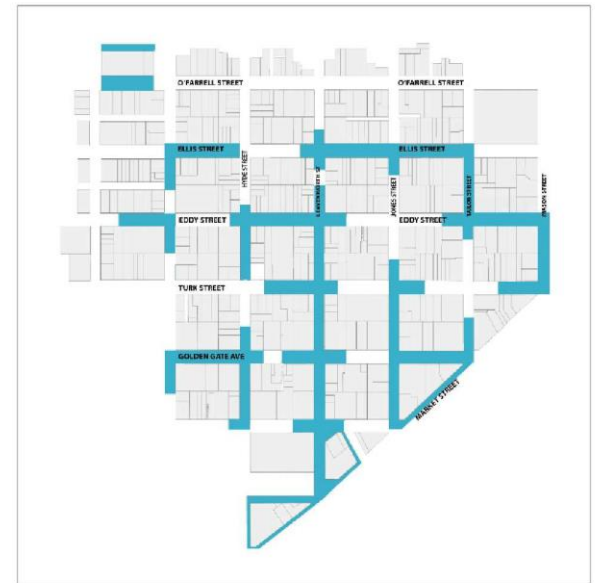 O'FARRELL STREET
O'FARRELL STREET
ELLIS STREET
ELLIS STREET
HYDE STREET
LEAVENWORTH ST
JONES STREET
TAYLOR STREET
MASON STREET
EDDY STREET
EDDY STREET
TURK STREET
GOLDEN GATE AVE
MARKET STREET